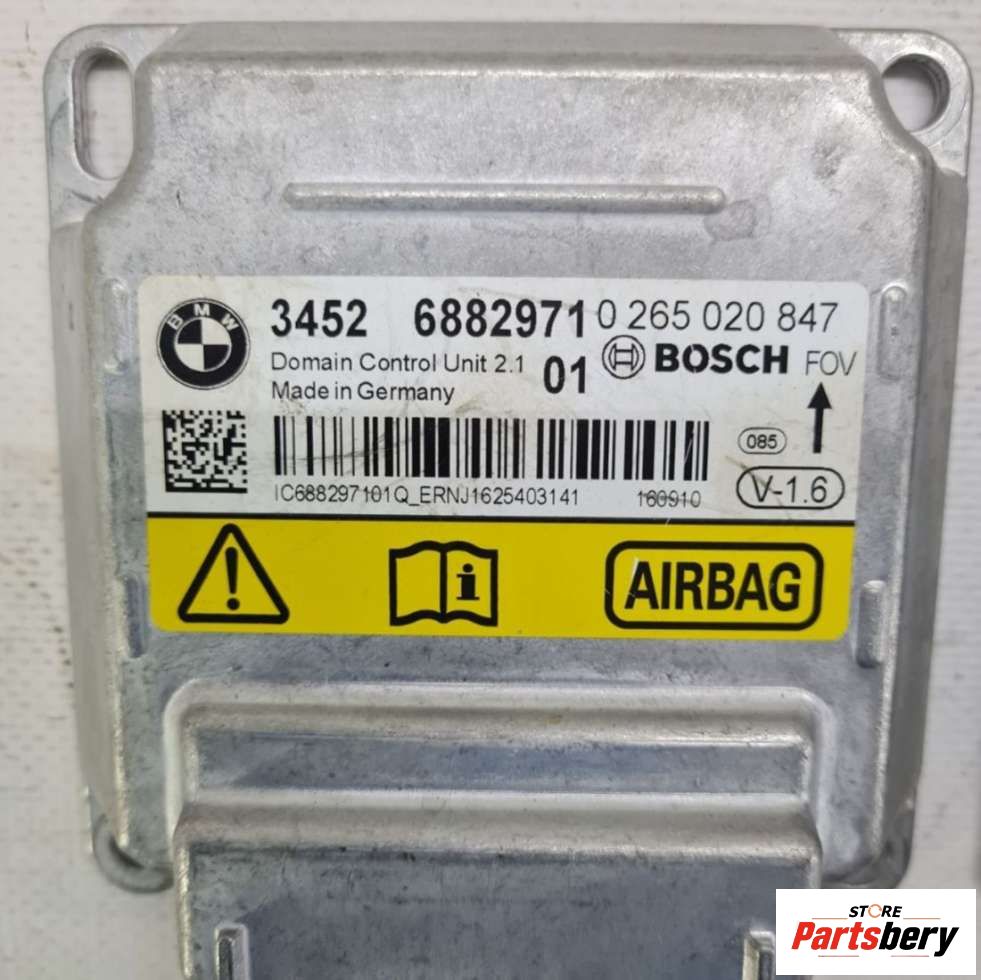 BMW
3452 6882971 0 265 020 847
Domain Control Unit 2.1 01 BOSCH FOV
Made in Germany
085
IC688297101Q_ERNJ1625403141 160910 V-1.6
AIRBAG
STORE
Partsbery